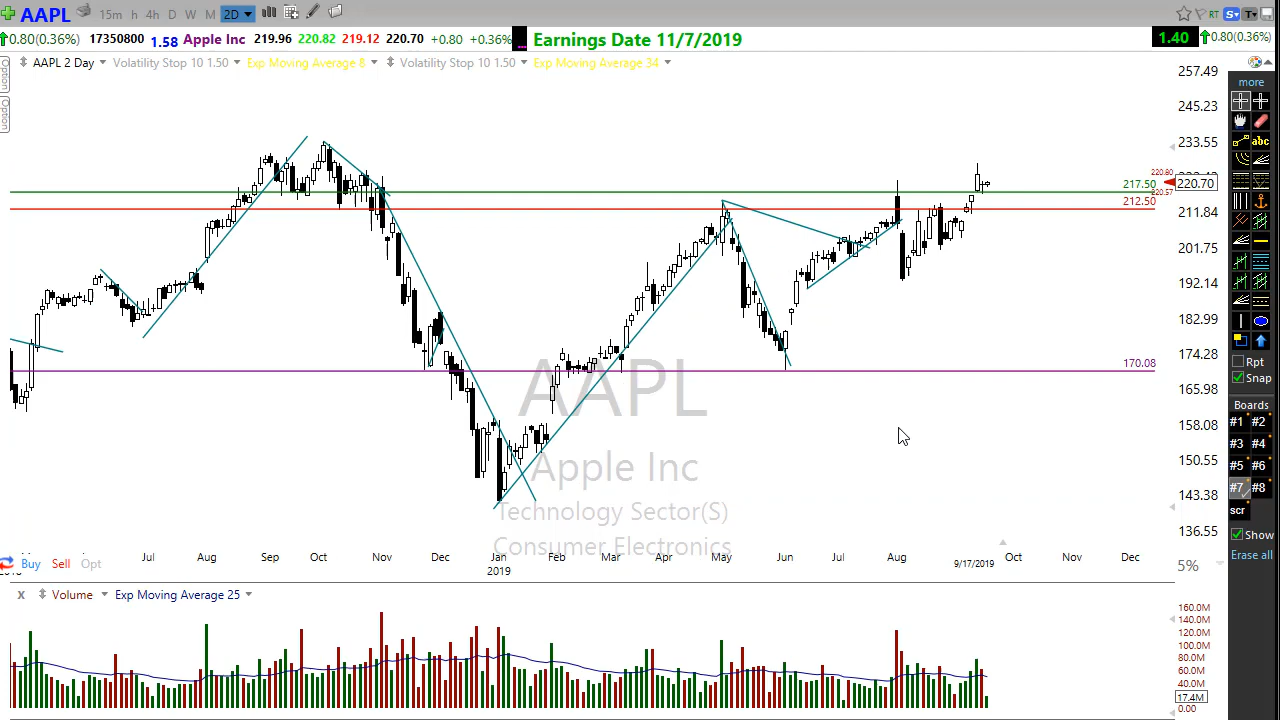 AAPL 15m h 4h D W M 2D RT S T
0.80(0.36%) 17350800 1.58 Apple Inc 219.96 220.82 219.12 220.70 +0.80 +0.36% Earnings Date 11/7/2019 1.40 0.80(0.36%)
AAPL 2 Day Volatility Stop 10 1.50 Exp Moving Average 8 Volatility Stop 10 1.50 Exp Moving Average 34
Option
Option
257.49
245.23
233.55
220.80
220.70
217.50
220.37
212.50
211.84
201.75
192.14
182.99
174.28
170.08
165.98
158.08
150.55
143.38
136.55
5%
AAPL
Apple Inc
Technology Sector(S)
Consumer Electronics
Jul Aug Sep Oct Nov Dec Jan Feb Mar Apr May Jun Jul Aug Oct Nov Dec
2019 9/17/2019
Buy Sell Opt
X Volume Exp Moving Average 25
160.0M
140.0M
120.0M
100.0M
80.0M
60.0M
40.0M
17.4M
0.00
more
abc
Rpt
Snap
Boards
#1 #2
#3 #4
#5 #6
#7 #8
scr
Show
Erase all